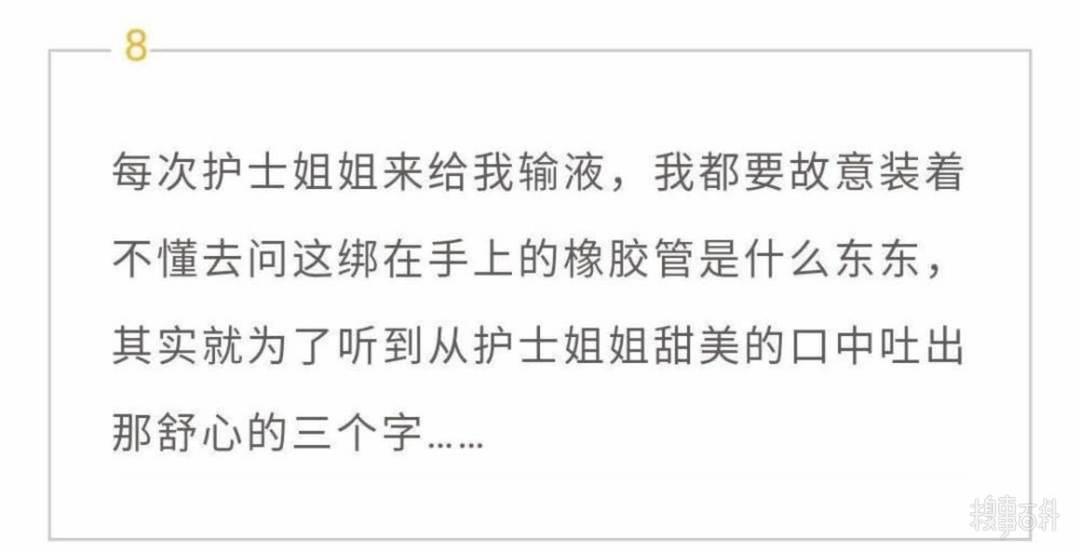 8
每次护士姐姐来给我输液，我都要故意装着
不懂去问这绑在手上的橡胶管是什么东东，
其实就为了听到从护士姐姐甜美的口中吐出
那舒心的三个字……
糗事百科